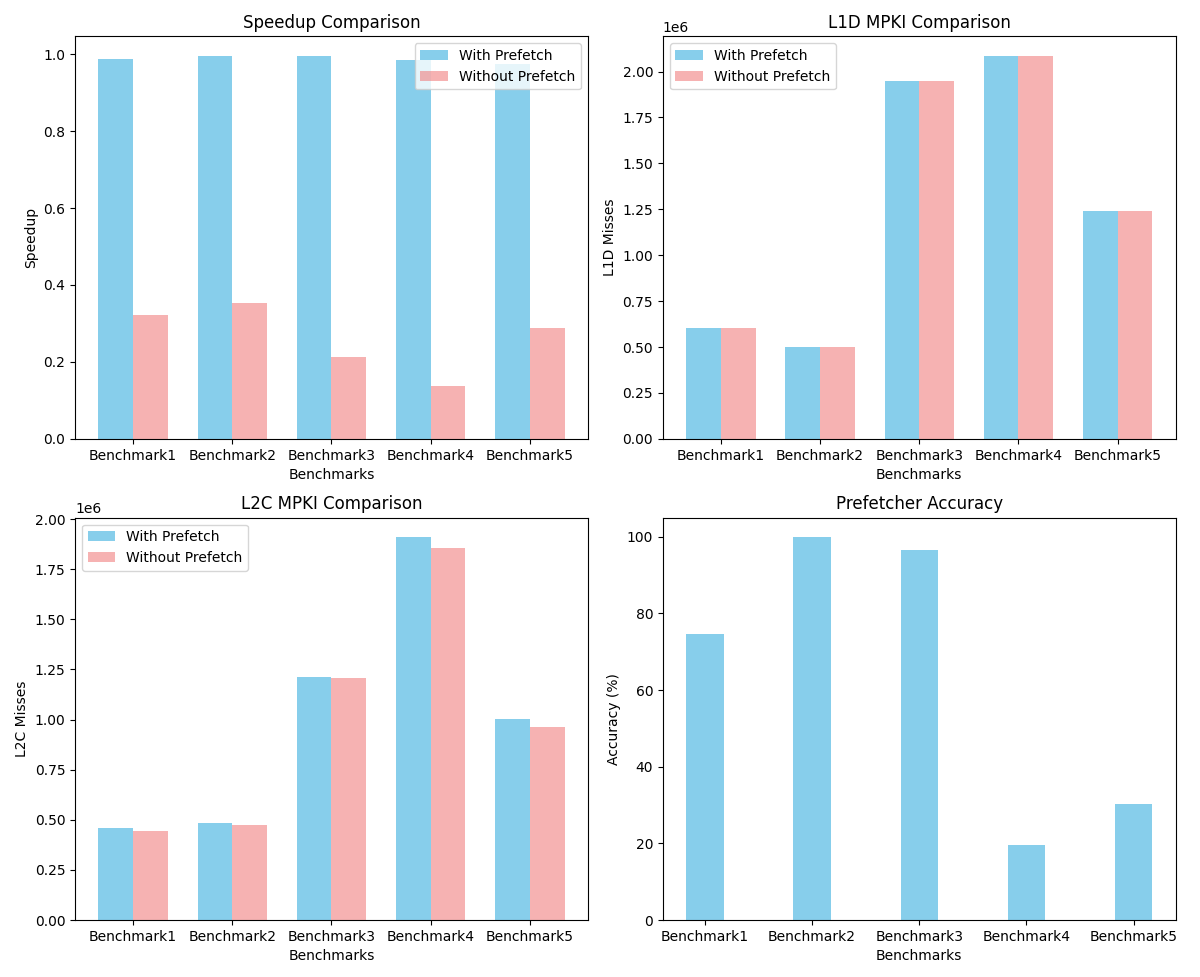 Speedup Comparison
With Prefetch
Without Prefetch
1.0
0.8
0.6
0.4
0.2
0.0
Speedup
Benchmark1 Benchmark2 Benchmark3 Benchmark4 Benchmark5
Benchmarks
L1D MPKI Comparison
1e6
With Prefetch
Without Prefetch
2.00
1.75
1.50
1.25
1.00
0.75
0.50
0.25
0.00
L1D Misses
Benchmark1 Benchmark2 Benchmark3 Benchmark4 Benchmark5
Benchmarks
L2C MPKI Comparison
1e6
With Prefetch
Without Prefetch
2.00
1.75
1.50
1.25
1.00
0.75
0.50
0.25
0.00
L2C Misses
Benchmark1 Benchmark2 Benchmark3 Benchmark4 Benchmark5
Benchmarks
Prefetcher Accuracy
100
80
60
40
20
0
Accuracy (%)
Benchmark1 Benchmark2 Benchmark3 Benchmark4 Benchmark5
Benchmarks